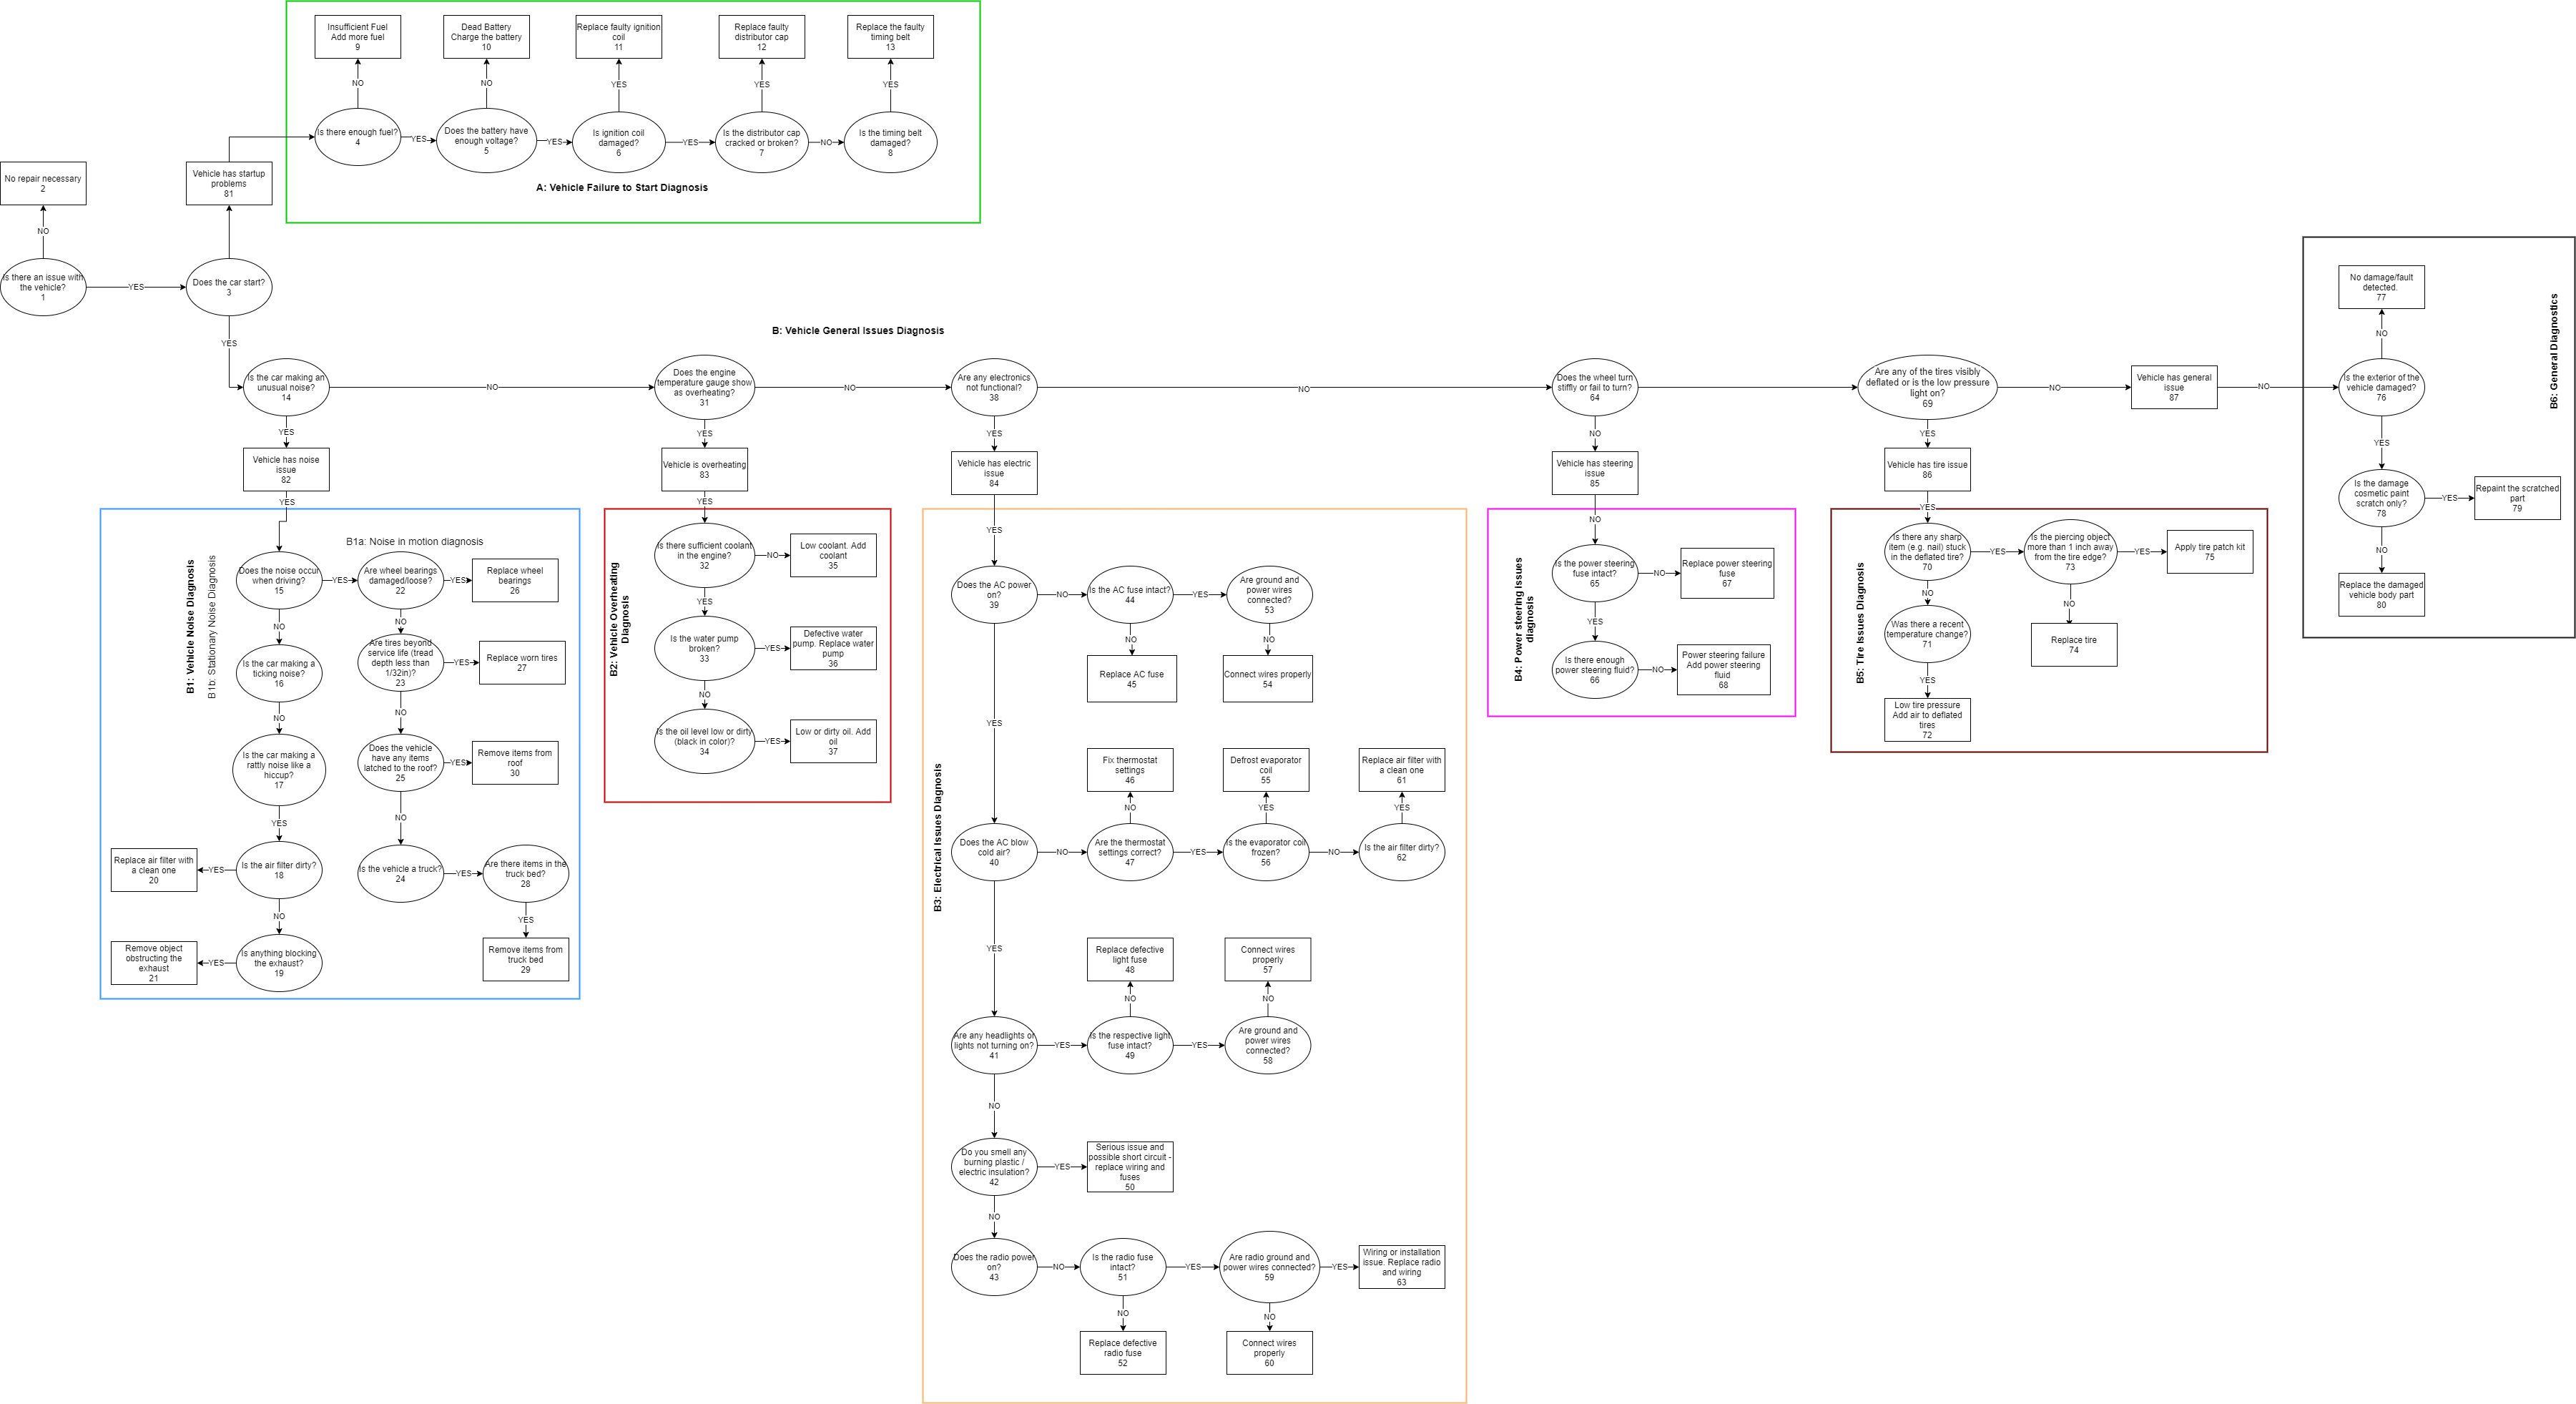 Insufficient Fuel
Add more fuel
9
Dead Battery
Charge the battery
10
Replace faulty ignition
coil
11
Replace faulty
distributor cap
12
Replace the faulty
timing belt
13
NO
NO
YES
YES
YES
Is there enough fuel?
4
YES
Does the battery have
enough voltage?
5
YES
Is ignition coil
damaged?
6
YES
Is the distributor cap
cracked or broken?
7
NO
Is the timing belt
damaged?
8
A: Vehicle Failure to Start Diagnosis
No repair necessary
2
Vehicle has startup
problems
81
NO
Is there an issue with
the vehicle?
1
YES
Does the car start?
3
YES
B: Vehicle General Issues Diagnosis
Is the car making an
unusual noise?
14
NO
Does the engine
temperature gauge show
as overheating?
31
NO
Are any electronics
not functional?
38
NO
Does the wheel turn
stiffly or fail to turn?
64
Are any of the tires visibly
deflated or is the low pressure
light on?
69
NO
Vehicle has general
issue
87
NO
YES
Vehicle has noise
issue
82
YES
YES
Vehicle is overheating
83
YES
YES
Vehicle has electric
issue
84
YES
NO
Vehicle has steering
issue
85
NO
YES
Vehicle has tire issue
86
YES
B6: General Diagnostics
No damage/fault
detected.
77
NO
Is the exterior of the
vehicle damaged?
76
YES
Is the damage
cosmetic paint
scratch only?
78
YES
Repaint the scratched
part
79
NO
Replace the damaged
vehicle body part
80
B1: Vehicle Noise Diagnosis
B1b: Stationary Noise Diagnosis
B1a: Noise in motion diagnosis
Does the noise occur
when driving?
15
YES
Are wheel bearings
damaged/loose?
22
YES
Replace wheel
bearings
26
NO
NO
Is the car making a
ticking noise?
16
Are tires beyond
service life (tread
depth less than
1/32in)?
23
YES
Replace worn tires
27
NO
NO
Is the car making a
rattly noise like a
hiccup?
17
Does the vehicle
have any items
latched to the roof?
25
YES
Remove items from
roof
30
YES
NO
Replace air filter with
a clean one
20
YES
Is the air filter dirty?
18
Is the vehicle a truck?
24
YES
Are there items in the
truck bed?
28
NO
YES
Remove object
obstructing the
exhaust
21
YES
Is anything blocking
the exhaust?
19
Remove items from
truck bed
29
B2: Vehicle Overheating
Diagnosis
Is there sufficient coolant
in the engine?
32
NO
Low coolant. Add
coolant
35
YES
Is the water pump
broken?
33
YES
Defective water
pump. Replace water
pump
36
NO
Is the oil level low or dirty
(black in color)?
34
YES
Low or dirty oil. Add
oil
37
B3: Electrical Issues Diagnosis
Does the AC power
on?
39
NO
Is the AC fuse intact?
44
YES
Are ground and
power wires
connected?
53
NO
NO
Replace AC fuse
45
Connect wires properly
54
YES
Fix thermostat
settings
46
Defrost evaporator
coil
55
Replace air filter with
a clean one
61
NO
YES
YES
Does the AC blow
cold air?
40
NO
Are the thermostat
settings correct?
47
YES
Is the evaporator coil
frozen?
56
NO
Is the air filter dirty?
62
YES
Replace defective
light fuse
48
Connect wires
properly
57
NO
NO
Are any headlights or
lights not turning on?
41
YES
Is the respective light
fuse intact?
49
YES
Are ground and
power wires
connected?
58
NO
Do you smell any
burning plastic /
electric insulation?
42
YES
Serious issue and
possible short circuit -
replace wiring and
fuses
50
NO
Does the radio power
on?
43
NO
Is the radio fuse
intact?
51
YES
Are radio ground and
power wires connected?
59
YES
Wiring or installation
issue. Replace radio
and wiring
63
NO
NO
Replace defective
radio fuse
52
Connect wires
properly
60
B4: Power steering issues
diagnosis
Is the power steering
fuse intact?
65
NO
Replace power steering
fuse
67
YES
Is there enough
power steering fluid?
66
NO
Power steering failure
Add power steering
fluid
68
B5: Tire Issues Diagnosis
Is there any sharp
item (e.g. nail) stuck
in the deflated tire?
70
YES
Is the piercing object
more than 1 inch away
from the tire edge?
73
YES
Apply tire patch kit
75
NO
NO
Was there a recent
temperature change?
71
Replace tire
74
YES
Low tire pressure
Add air to deflated
tires
72